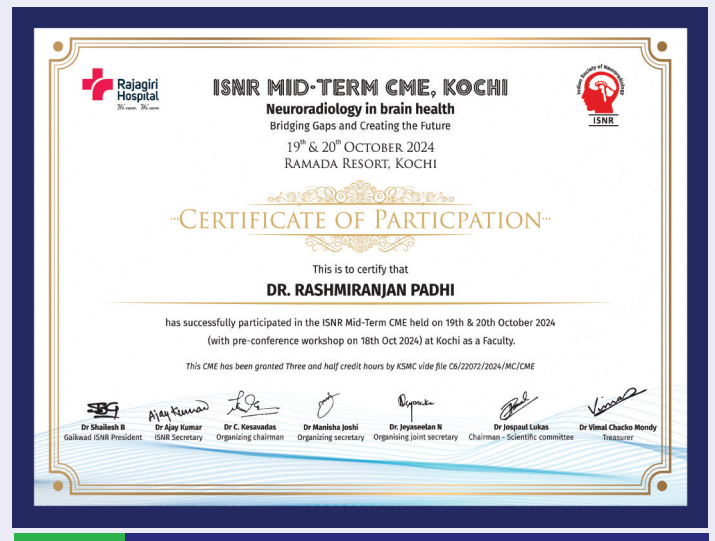 Rajagiri
Hospital
We care. We cure
ISNR MID-TERM CME, KOCHI
Neuroradiology in brain health
Bridging Gaps and Creating the Future
19th & 20th OCTOBER 2024
RAMADA RESORT, KOCHI
Indian Society of Neuroradiology
ISNR
CERTIFICATE OF PARTICPATION
This is to certify that
DR. RASHMIRANJAN PADHI
has successfully participated in the ISNR Mid-Term CME held on 19th & 20th October 2024
(with pre-conference workshop on 18th Oct 2024) at Kochi as a Faculty.
This CME has been granted Three and half credit hours by KSMC vide file C6/22072/2024/MC/CME
SBG
Ajay Kumar
Vimal
Dr Shailesh B
Gaikwad ISNR President
Dr Ajay Kumar
ISNR Secretary
Dr C. Kesavadas
Organizing chairman
Dr Manisha Joshi
Organizing secretary
Dr. Jeyaseelan N
Organising joint secretary
Dr Jospaul Lukas
Chairman - Scientific committee
Dr Vimal Chacko Mondy
Treasurer